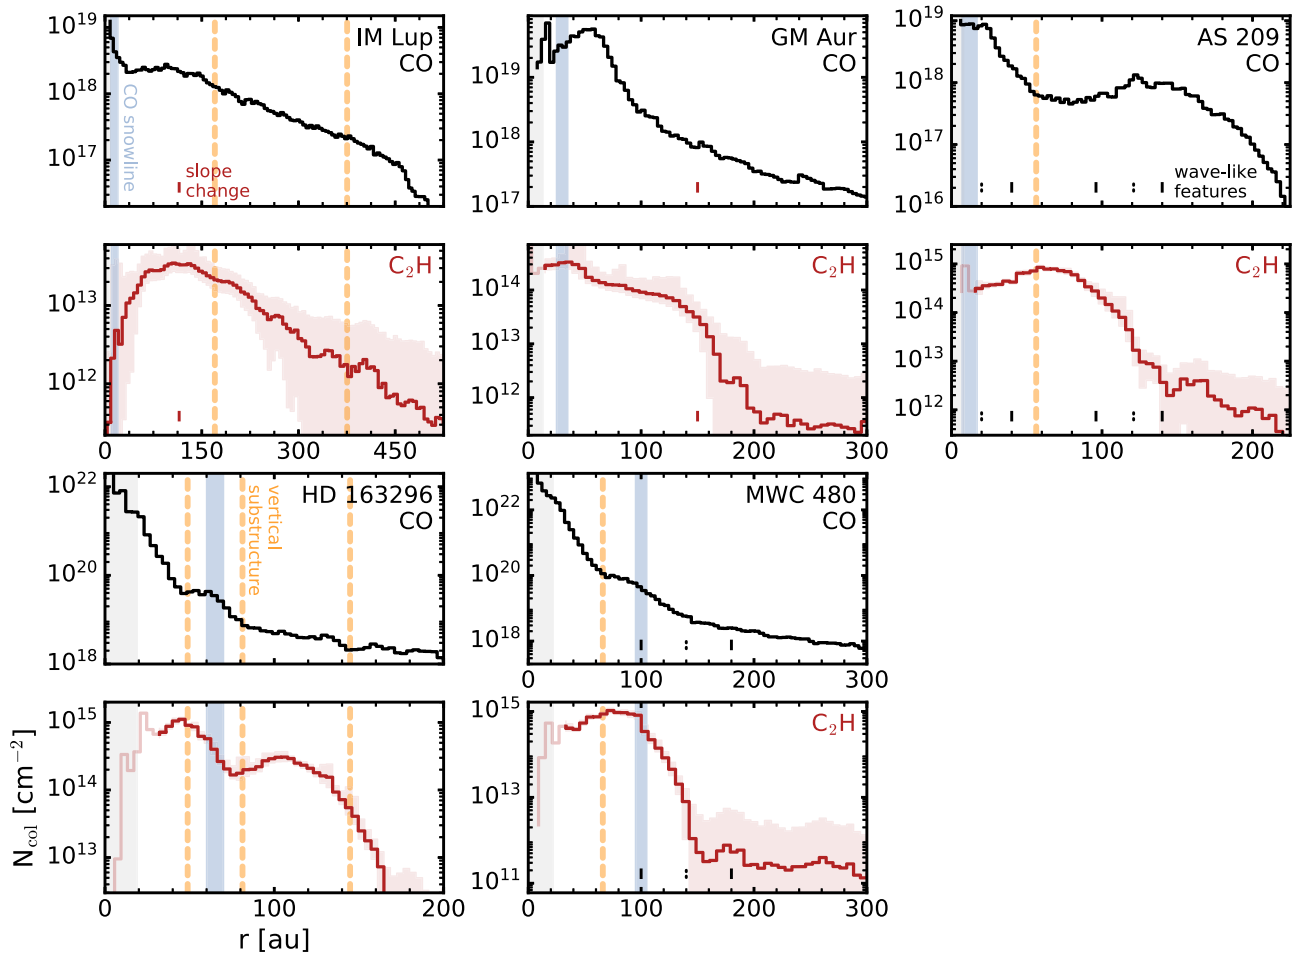 10^19
10^18
10^17
IM Lup
CO
CO snowline
slope
change
10^19
10^18
10^17
GM Aur
CO
10^19
10^18
10^17
10^16
AS 209
CO
wave-like
features
10^13
10^12
C₂H
0 150 300 450
10^14
10^13
10^12
C₂H
0 100 200 300
10^15
10^14
10^13
10^12
C₂H
0 100 200
10^22
10^20
10^18
HD 163296
CO
vertical
substructure
10^22
10^20
10^18
MWC 480
CO
0 100 200 300
10^15
10^14
10^13
N_col [cm⁻²]
0 100 200
r [au]
10^15
10^13
10^11
C₂H
0 100 200 300